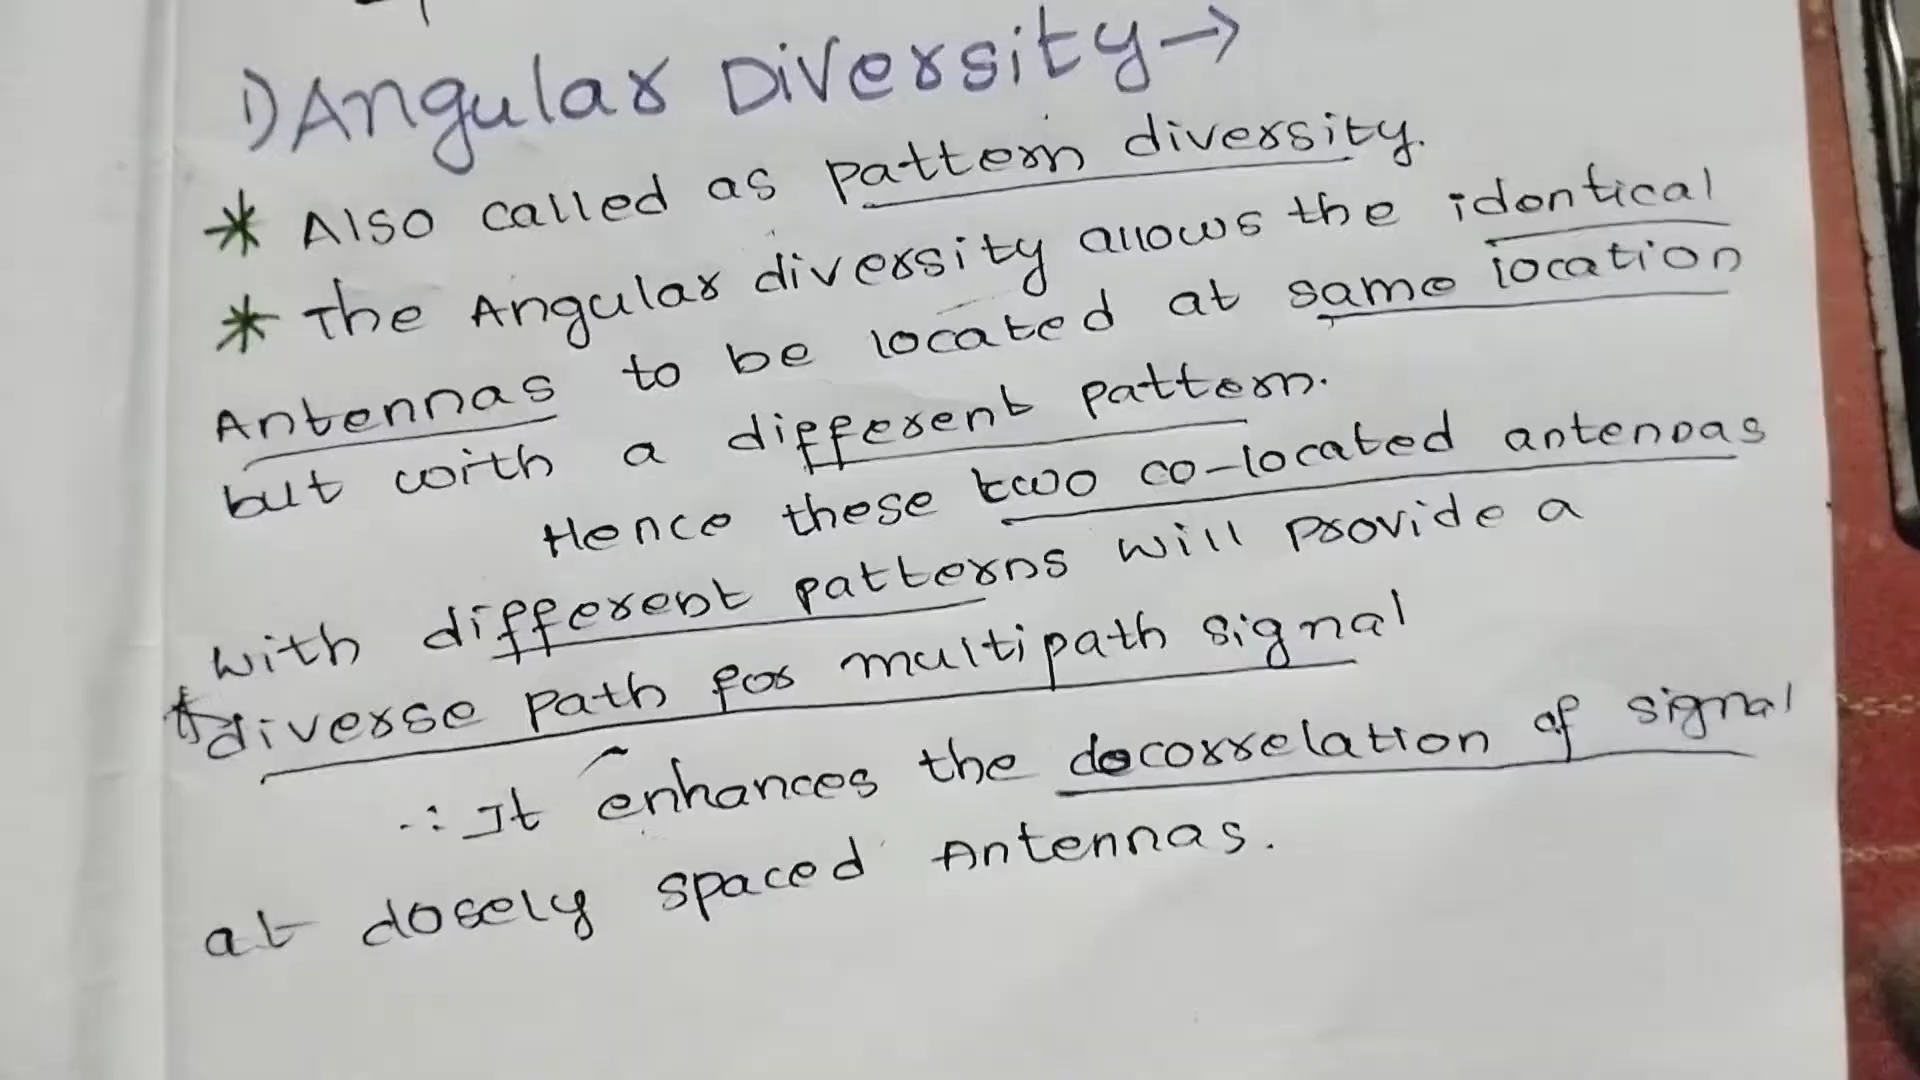 1) Angular Diversity →
* Also called as pattern diversity.
* The Angular diversity allows the identical
Antennas to be located at same location
but with a different pattern.
Hence these two co-located antennas
with different patterns will provide a
diverse path for multipath signal
∴ It enhances the decorrelation of signal
at closely spaced Antennas.